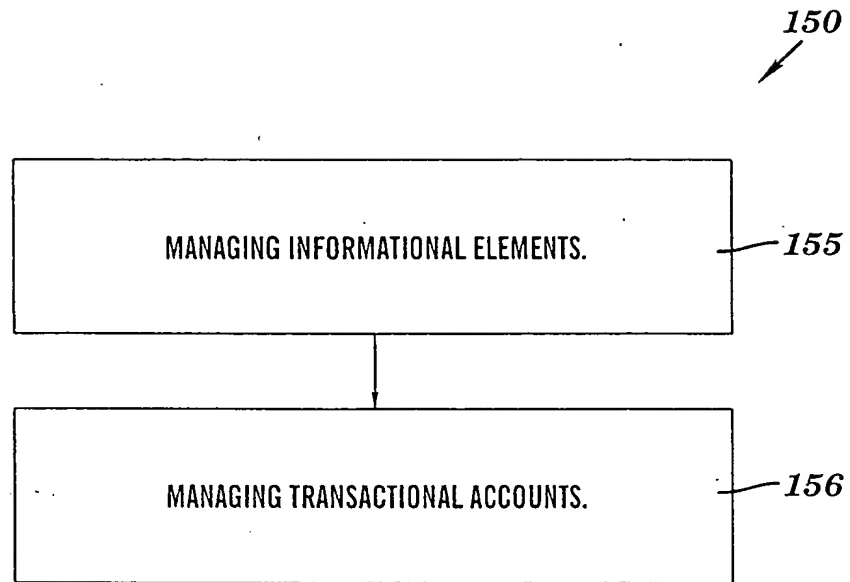 150
MANAGING INFORMATIONAL ELEMENTS.
155
MANAGING TRANSACTIONAL ACCOUNTS.
156